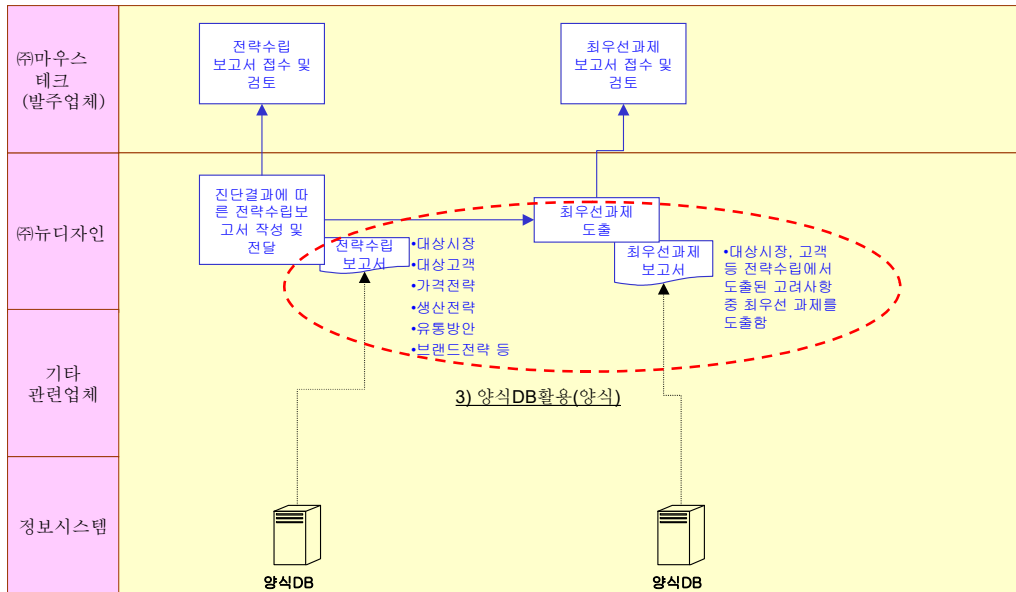 ㈜마우스
테크
(발주업체)
전략수립
보고서 접수 및
검토
최우선과제
보고서 접수 및
검토
㈜뉴디자인
진단결과에 따
른 전략수립보
고서 작성 및
전달
전략수립
보고서
•대상시장
•대상고객
•가격전략
•생산전략
•유통방안
•브랜드전략 등
최우선과제
도출
최우선과제
보고서
•대상시장, 고객
등 전략수립에서
도출된 고려사항
중 최우선 과제를
도출함
기타
관련업체
3) 양식DB활용(양식)
정보시스템
양식DB
양식DB